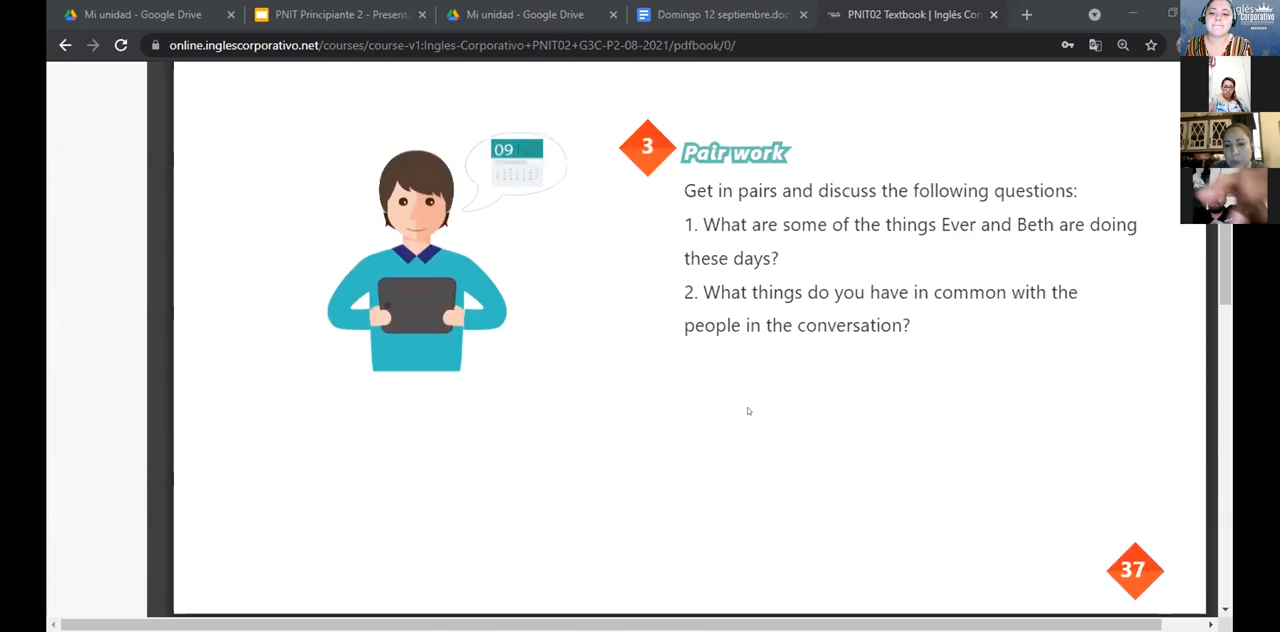 Mi unidad - Google Drive
PNIT Principiante 2 - Present
Mi unidad - Google Drive
Domingo 12 septiembre.doc
PNIT02 Textbook | Inglés Cor
online.inglescorporativo.net/courses/course-v1:Ingles-Corporativo+PNIT02+G3C-P2-08-2021/pdfbook/0/
Inglés
Corporativo
09
3
Pair work
Get in pairs and discuss the following questions:
1. What are some of the things Ever and Beth are doing
these days?
2. What things do you have in common with the
people in the conversation?
37